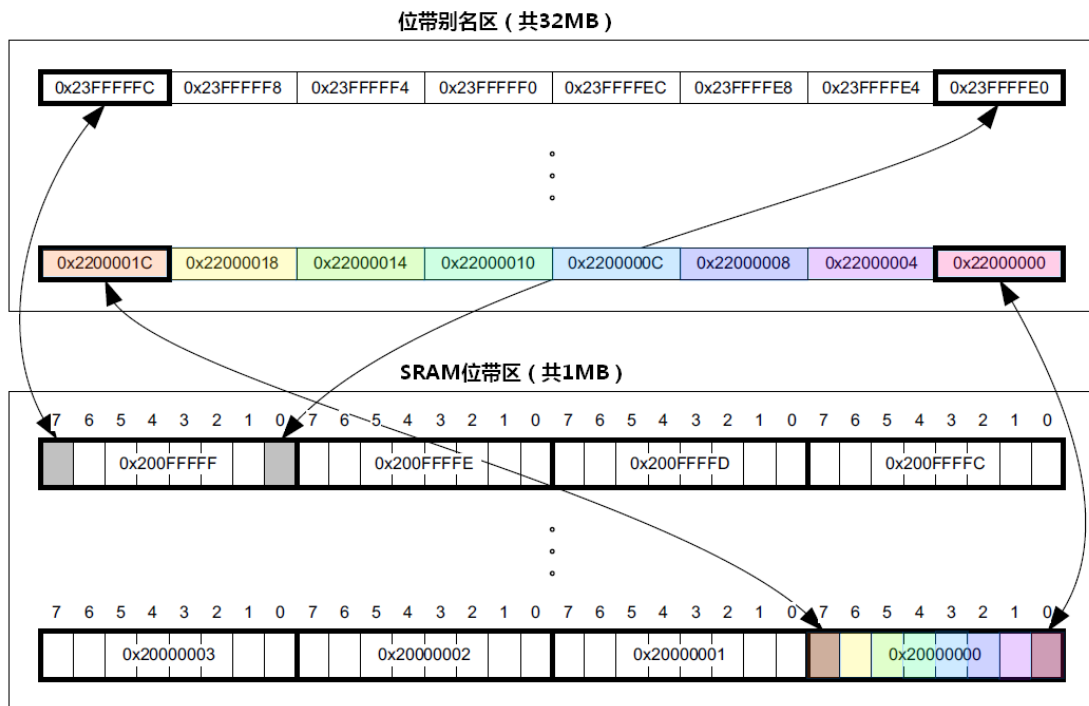 位带别名区（共32MB）
0x23FFFFFC 0x23FFFFF8 0x23FFFFF4 0x23FFFFF0 0x23FFFFEC 0x23FFFFE8 0x23FFFFE4 0x23FFFFE0
0x2200001C 0x22000018 0x22000014 0x22000010 0x2200000C 0x22000008 0x22000004 0x22000000
SRAM位带区（共1MB）
7 6 5 4 3 2 1 0 7 6 5 4 3 2 1 0 7 6 5 4 3 2 1 0 7 6 5 4 3 2 1 0
0x200FFFFF 0x200FFFFE 0x200FFFFD 0x200FFFFC
7 6 5 4 3 2 1 0 7 6 5 4 3 2 1 0 7 6 5 4 3 2 1 0 7 6 5 4 3 2 1 0
0x20000003 0x20000002 0x20000001 0x20000000